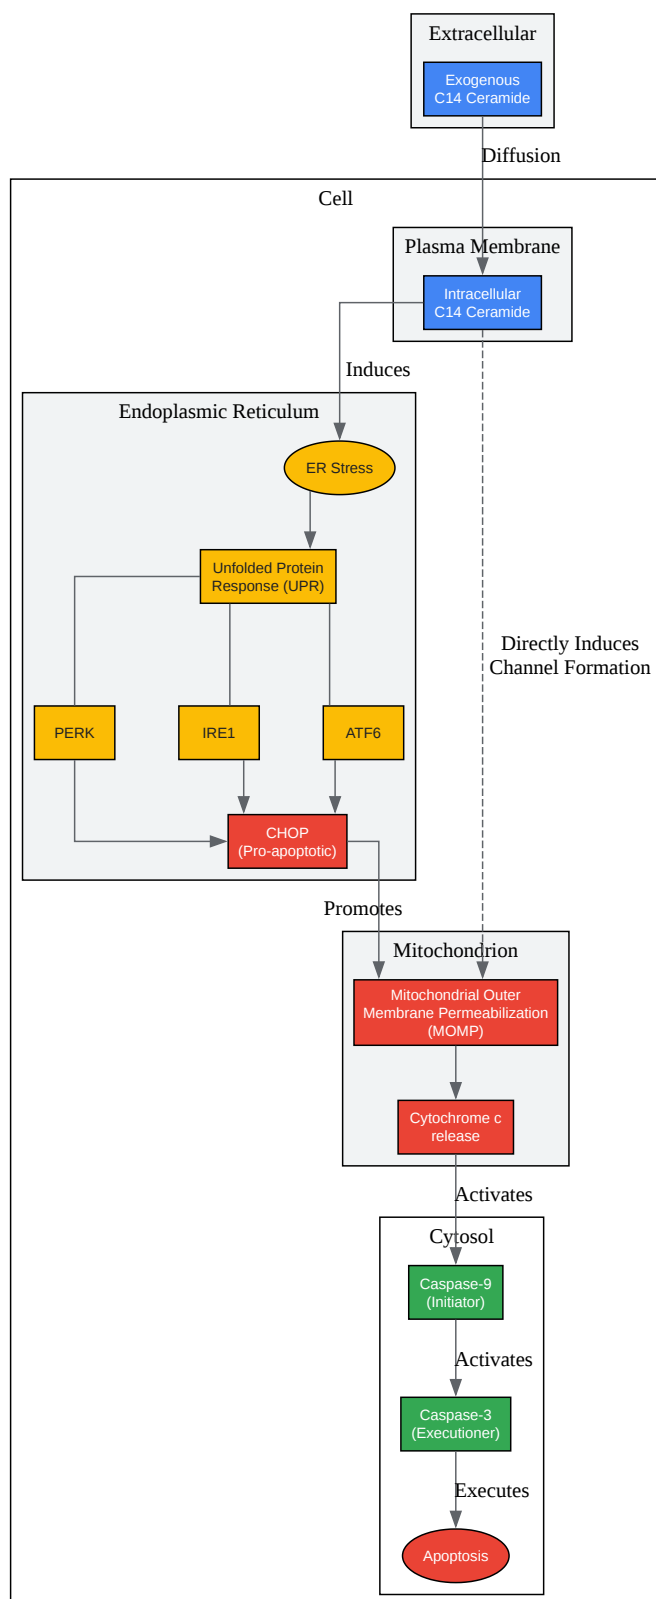 Extracellular
Exogenous
C14 Ceramide
Diffusion
Cell
Plasma Membrane
Intracellular
C14 Ceramide
Induces
Endoplasmic Reticulum
ER Stress
Unfolded Protein
Response (UPR)
Directly Induces
Channel Formation
PERK
IRE1
ATF6
CHOP
(Pro-apoptotic)
Promotes
Mitochondrion
Mitochondrial Outer
Membrane Permeabilization
(MOMP)
Cytochrome c
release
Activates
Cytosol
Caspase-9
(Initiator)
Activates
Caspase-3
(Executioner)
Executes
Apoptosis